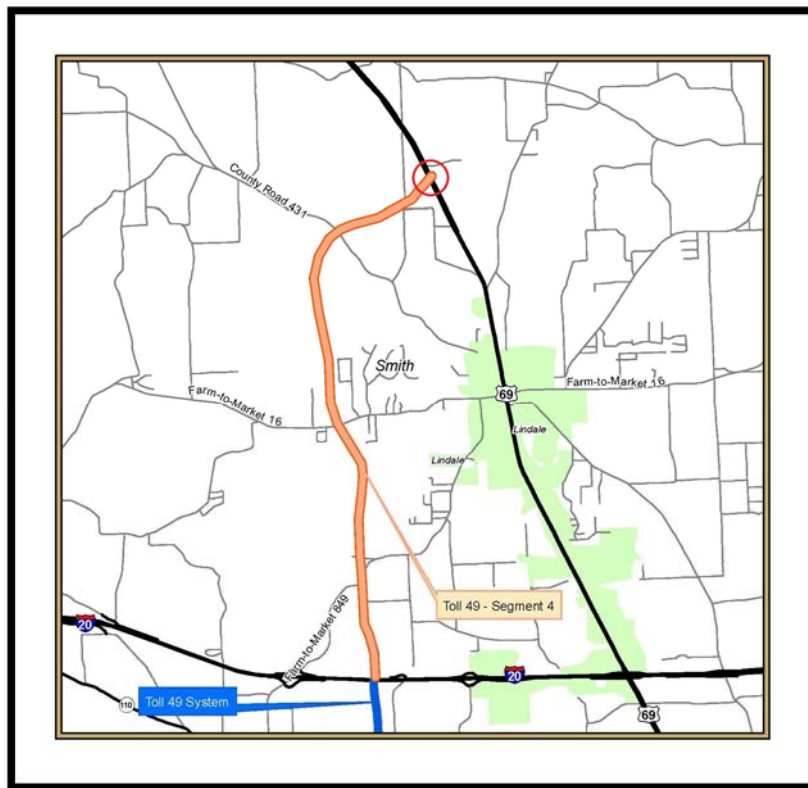 County Road 431
Smith
Farm-to-Market 16
69
Farm-to-Market 16
Lindale
Lindale
Toll 49 - Segment 4
Farm-to-Market 849
20
20
Toll 49 System
110
69